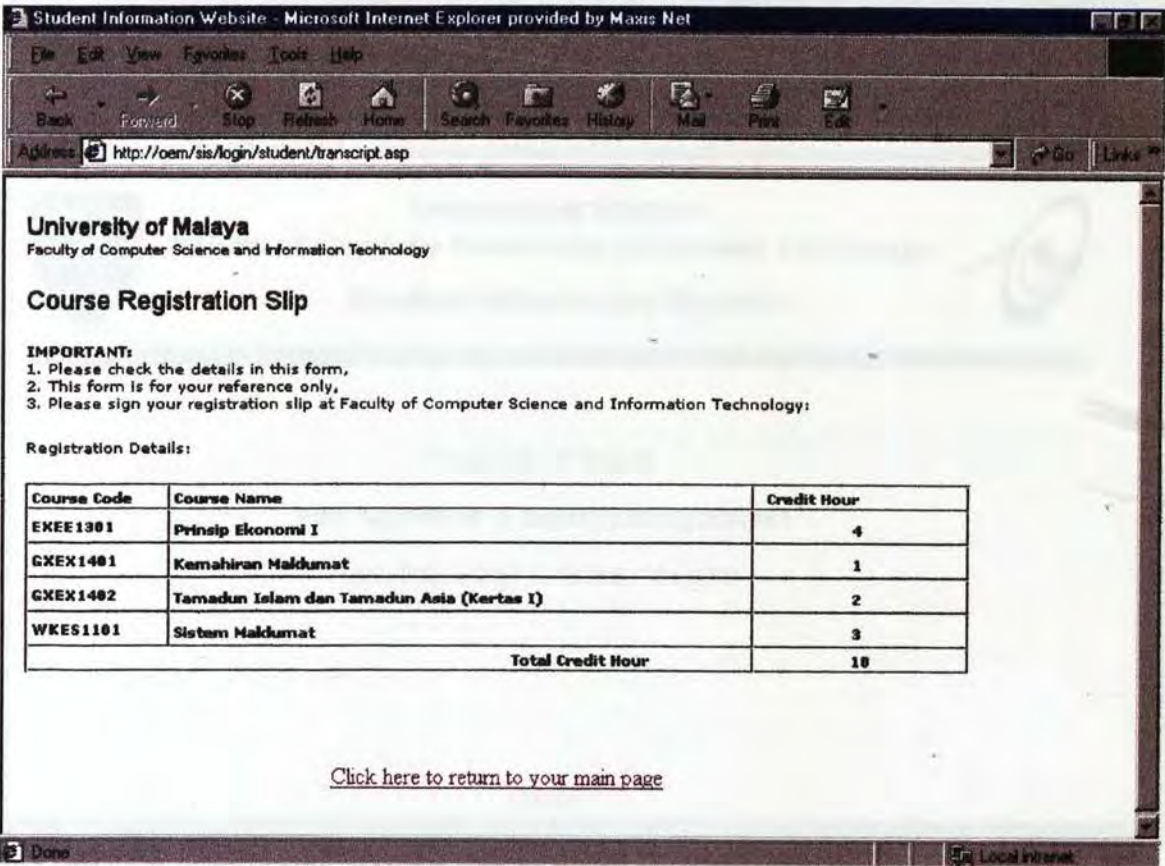 Student Information Website - Microsoft Internet Explorer provided by Maxis Net
File Edit View Favorites Tools Help
Back Forward Stop Refresh Home Search Favorites History Mail Print Edit
Address http://oem/sis/login/student/transcript.asp Go Links »
University of Malaya
Faculty of Computer Science and Information Technology
Course Registration Slip
IMPORTANT:
1. Please check the details in this form,
2. This form is for your reference only,
3. Please sign your registration slip at Faculty of Computer Science and Information Technology:
Registration Details:
Course Code Course Name Credit Hour
EXEE1301 Prinsip Ekonomi I 4
GXEX1401 Kemahiran Maklumat 1
GXEX1402 Tamadun Islam dan Tamadun Asia (Kertas I) 2
WKES1101 Sistem Maklumat 3
Total Credit Hour 10
Click here to return to your main page
Done Local intranet